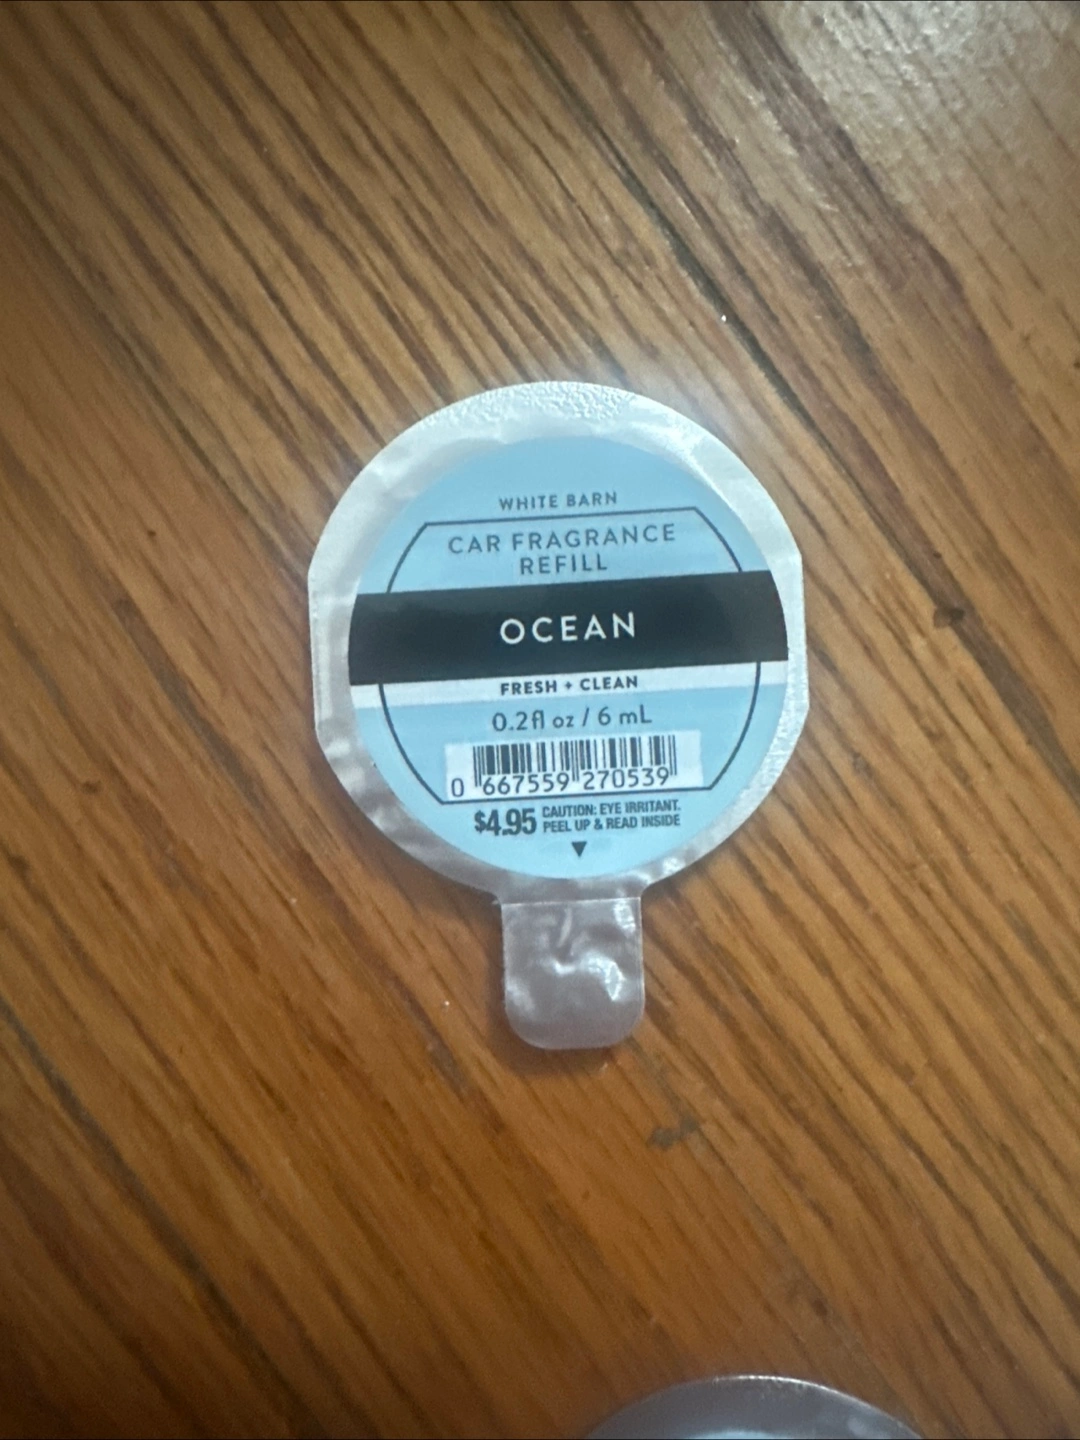 WHITE BARN
CAR FRAGRANCE
REFILL
OCEAN
FRESH + CLEAN
0.2fl oz / 6 mL
0 667559 270539
$4.95 CAUTION: EYE IRRITANT.
PEEL UP & READ INSIDE